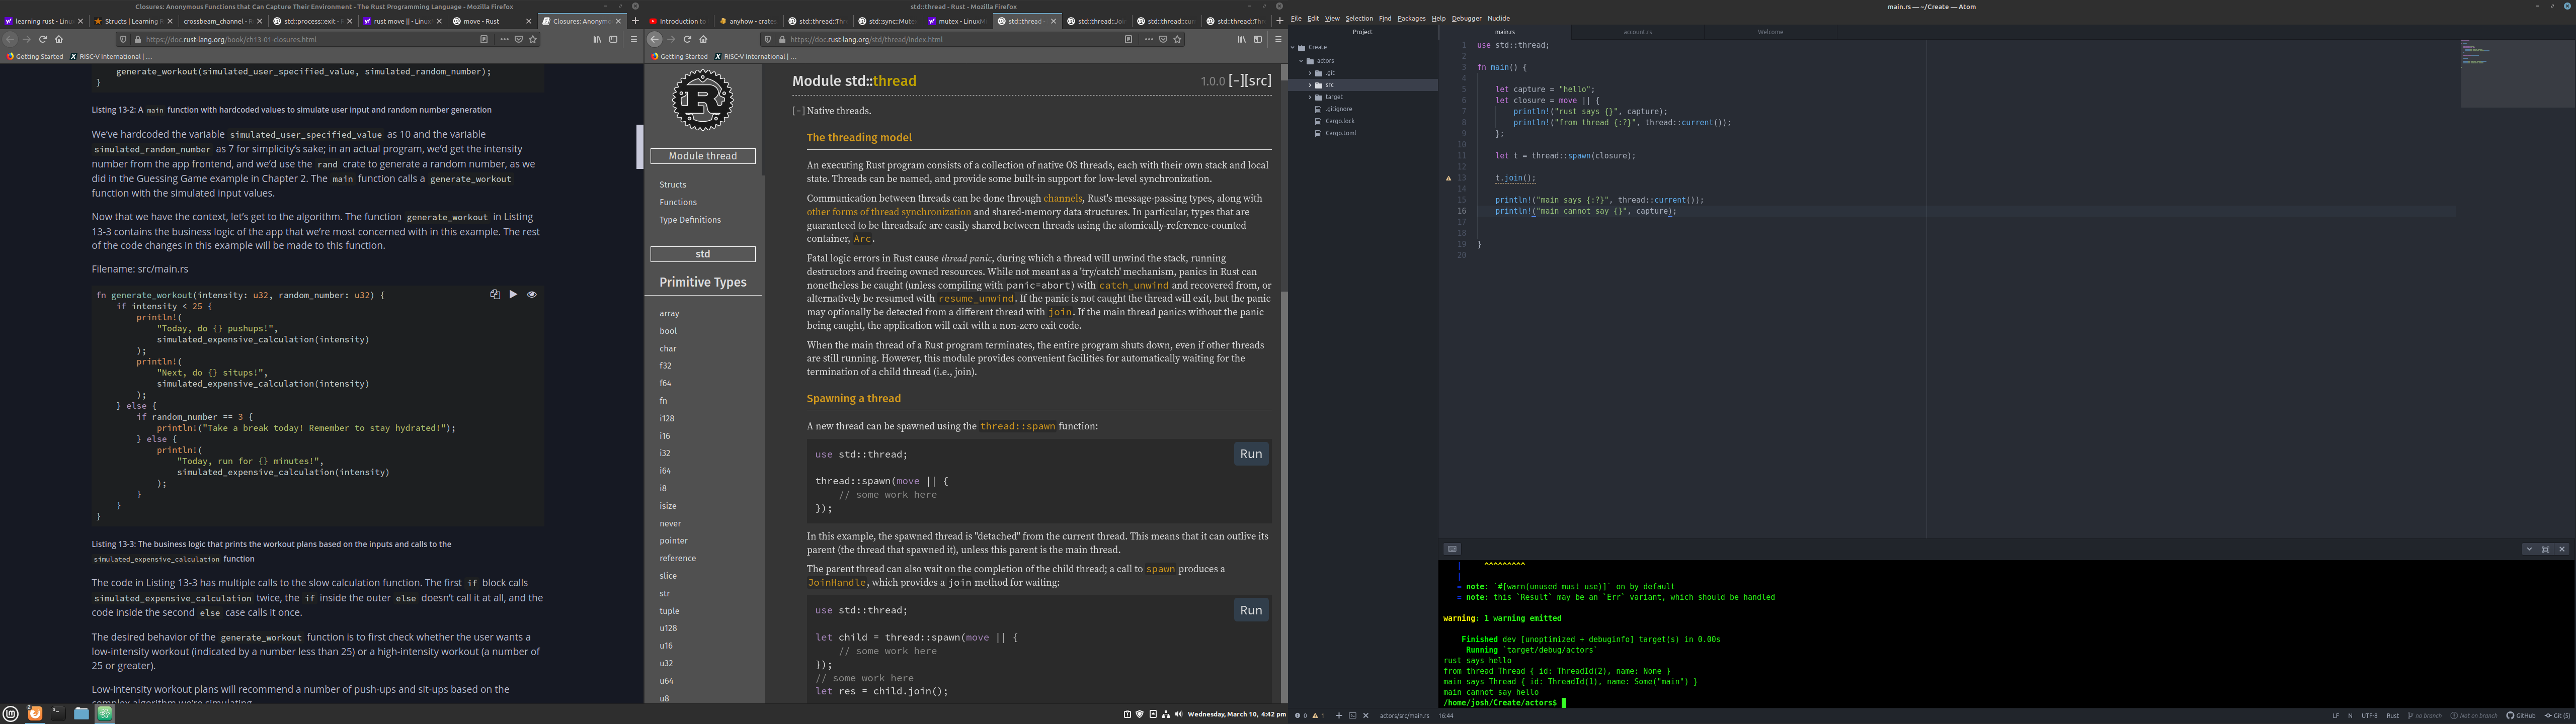 Closures: Anonymous Functions that Can Capture Their Environment - The Rust Programming Language - Mozilla Firefox
learning rust - Lin
Structs | Learning R
crossbeam_channel - R
std::process::exit - R
rust move || - Linux
move - Rust
Closures: Anonym
https://doc.rust-lang.org/book/ch13-01-closures.html
Getting Started
RISC-V International | ...
generate_workout(simulated_user_specified_value, simulated_random_number);
}
Listing 13-2: A main function with hardcoded values to simulate user input and random number generation
We've hardcoded the variable simulated_user_specified_value as 10 and the variable
simulated_random_number as 7 for simplicity's sake; in an actual program, we'd get the intensity
number from the app frontend, and we'd use the rand crate to generate a random number, as we
did in the Guessing Game example in Chapter 2. The main function calls a generate_workout
function with the simulated input values.
Now that we have the context, let's get to the algorithm. The function generate_workout in Listing
13-3 contains the business logic of the app that we're most concerned with in this example. The rest
of the code changes in this example will be made to this function.
Filename: src/main.rs
fn generate_workout(intensity: u32, random_number: u32) {
if intensity < 25 {
println!(
"Today, do {} pushups!",
simulated_expensive_calculation(intensity)
);
println!(
"Next, do {} situps!",
simulated_expensive_calculation(intensity)
);
} else {
if random_number == 3 {
println!("Take a break today! Remember to stay hydrated!");
} else {
println!(
"Today, run for {} minutes!",
simulated_expensive_calculation(intensity)
);
}
}
}
Listing 13-3: The business logic that prints the workout plans based on the inputs and calls to the
simulated_expensive_calculation function
The code in Listing 13-3 has multiple calls to the slow calculation function. The first if block calls
simulated_expensive_calculation twice, the if inside the outer else doesn't call it at all, and the
code inside the second else case calls it once.
The desired behavior of the generate_workout function is to first check whether the user wants a
low-intensity workout (indicated by a number less than 25) or a high-intensity workout (a number of
25 or greater).
Low-intensity workout plans will recommend a number of push-ups and sit-ups based on the
complex algorithm we're simulating.
std::thread - Rust - Mozilla Firefox
Introduction to
anyhow - crates
std::thread::Thr
std::sync::Mute
mutex - LinuxM
std::thread -
std::thread::Joi
std::thread::cur
std::thread::Thr
https://doc.rust-lang.org/std/thread/index.html
Getting Started
RISC-V International | ...
Module thread
Structs
Functions
Type Definitions
std
Primitive Types
array
bool
char
f32
f64
fn
i128
i16
i32
i64
i8
isize
never
pointer
reference
slice
str
tuple
u128
u16
u32
u64
u8
Module std::thread
1.0.0 [-][src]
[-] Native threads.
The threading model
An executing Rust program consists of a collection of native OS threads, each with their own stack and local
state. Threads can be named, and provide some built-in support for low-level synchronization.
Communication between threads can be done through channels, Rust's message-passing types, along with
other forms of thread synchronization and shared-memory data structures. In particular, types that are
guaranteed to be threadsafe are easily shared between threads using the atomically-reference-counted
container, Arc.
Fatal logic errors in Rust cause thread panic, during which a thread will unwind the stack, running
destructors and freeing owned resources. While not meant as a 'try/catch' mechanism, panics in Rust can
nonetheless be caught (unless compiling with panic=abort) with catch_unwind and recovered from, or
alternatively be resumed with resume_unwind. If the panic is not caught the thread will exit, but the panic
may optionally be detected from a different thread with join. If the main thread panics without the panic
being caught, the application will exit with a non-zero exit code.
When the main thread of a Rust program terminates, the entire program shuts down, even if other threads
are still running. However, this module provides convenient facilities for automatically waiting for the
termination of a child thread (i.e., join).
Spawning a thread
A new thread can be spawned using the thread::spawn function:
Run
use std::thread;
thread::spawn(move || {
// some work here
});
In this example, the spawned thread is "detached" from the current thread. This means that it can outlive its
parent (the thread that spawned it), unless this parent is the main thread.
The parent thread can also wait on the completion of the child thread; a call to spawn produces a
JoinHandle, which provides a join method for waiting:
Run
use std::thread;
let child = thread::spawn(move || {
// some work here
});
// some work here
let res = child.join();
Wednesday, March 10, 4:42 pm
main.rs — ~/Create — Atom
File Edit View Selection Find Packages Help Debugger Nuclide
Project
Create
actors
.git
src
target
.gitignore
Cargo.lock
Cargo.toml
main.rs
account.rs
Welcome
1 use std::thread;
2
3 fn main() {
4
5 let capture = "hello";
6 let closure = move || {
7 println!("rust says {}", capture);
8 println!("from thread {:?}", thread::current());
9 };
10
11 let t = thread::spawn(closure);
12
13 t.join();
14
15 println!("main says {:?}", thread::current());
16 println!("main cannot say {}", capture);
17
18
19 }
20
| ^^^^^^^^^
|
= note: `#[warn(unused_must_use)]` on by default
= note: this `Result` may be an `Err` variant, which should be handled
warning: 1 warning emitted
Finished dev [unoptimized + debuginfo] target(s) in 0.00s
Running `target/debug/actors`
rust says hello
from thread Thread { id: ThreadId(2), name: None }
main says Thread { id: ThreadId(1), name: Some("main") }
main cannot say hello
/home/josh/Create/actors$
0 1
actors/src/main.rs 16:44
LF N UTF-8 Rust no branch Not on branch GitHub Git (5)